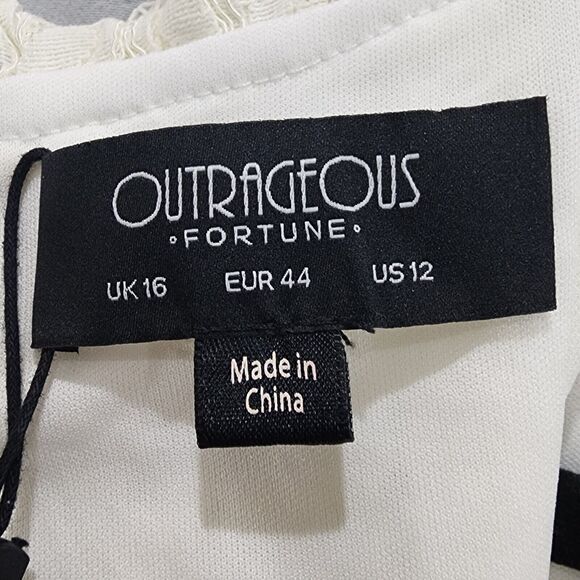 OUTRAGEOUS
• FORTUNE •
UK 16 EUR 44 US 12
Made in
China